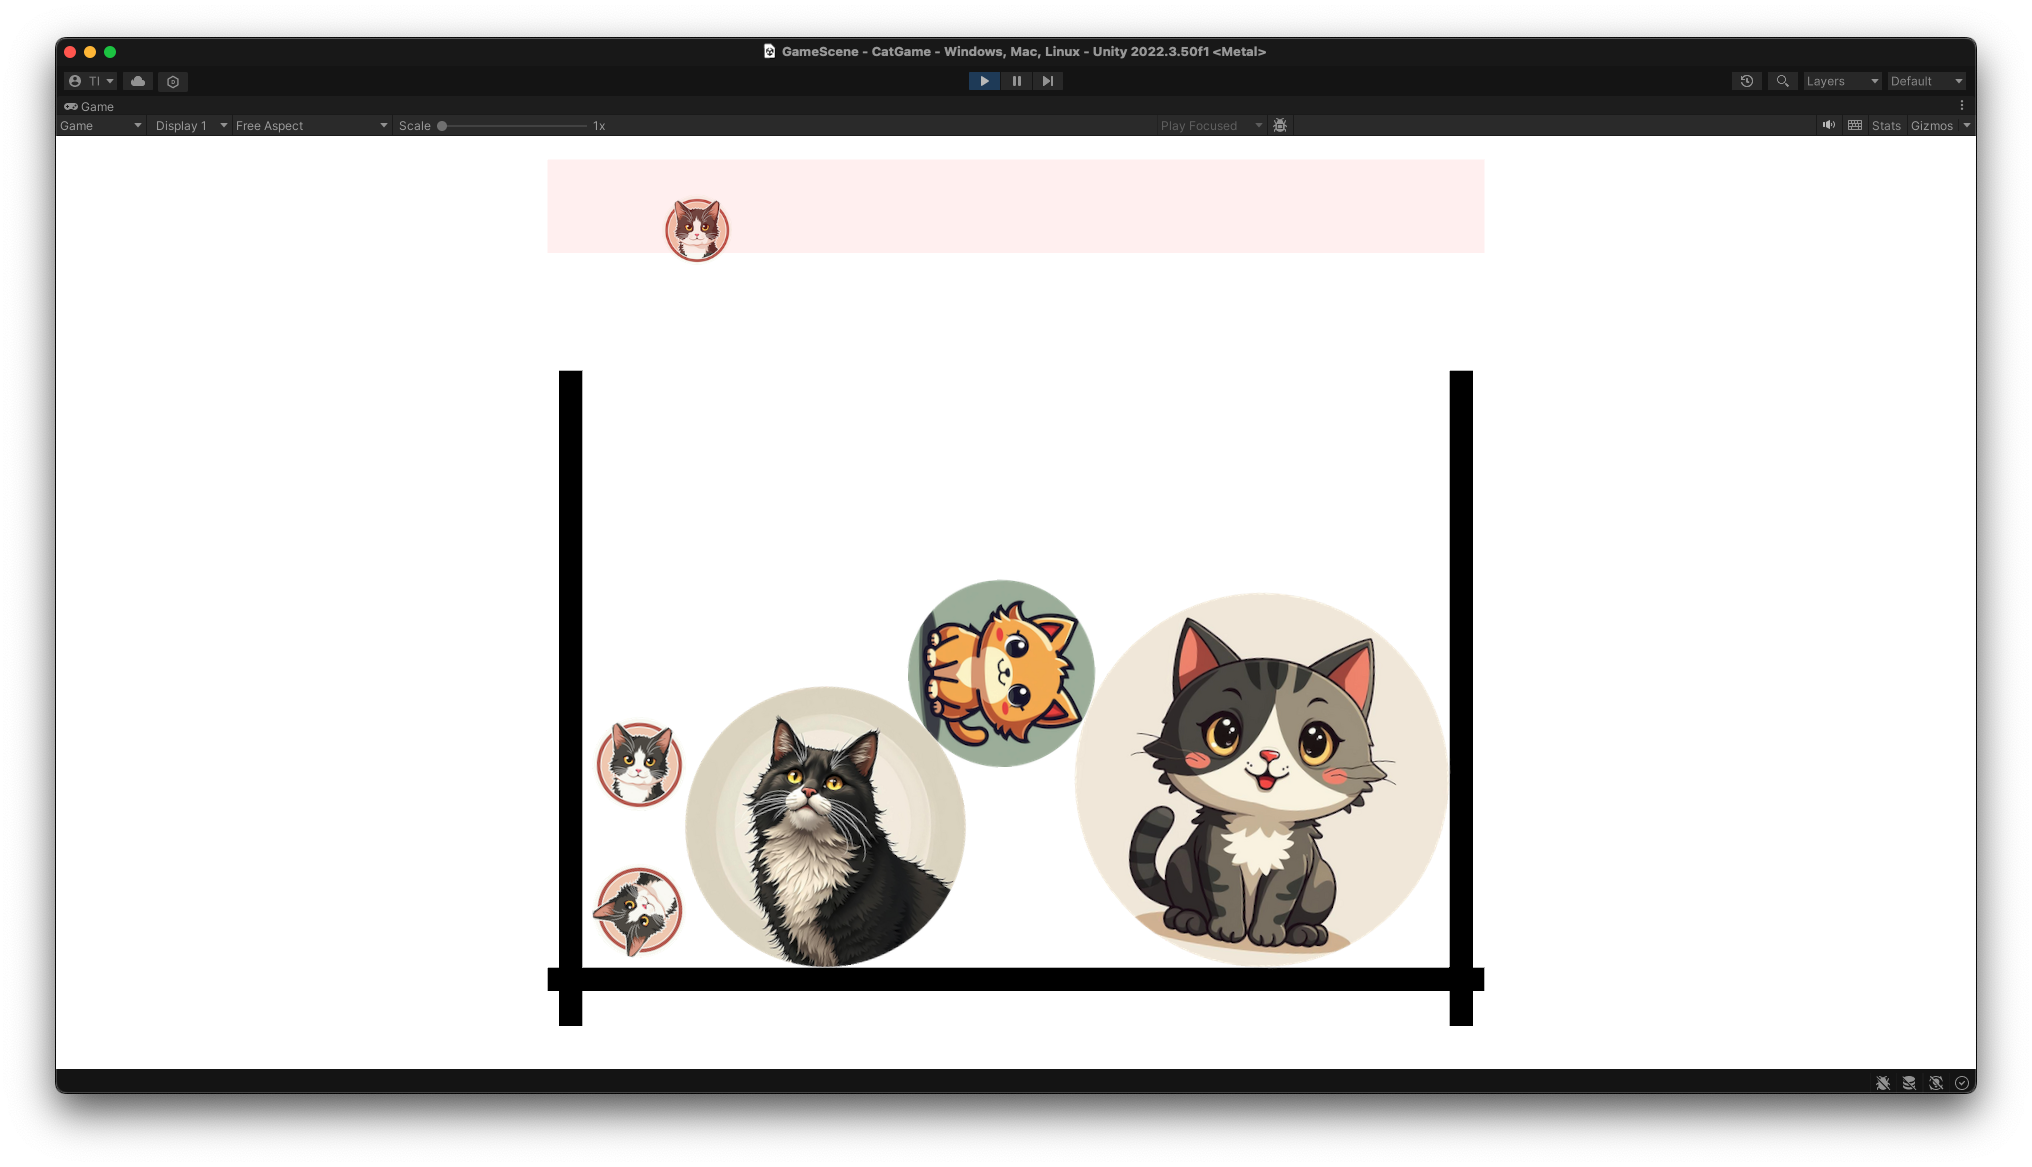 GameScene - CatGame - Windows, Mac, Linux - Unity 2022.3.50f1 <Metal>
TI
Layers
Default
Game
Game
Display 1
Free Aspect
Scale
1x
Play Focused
Stats
Gizmos